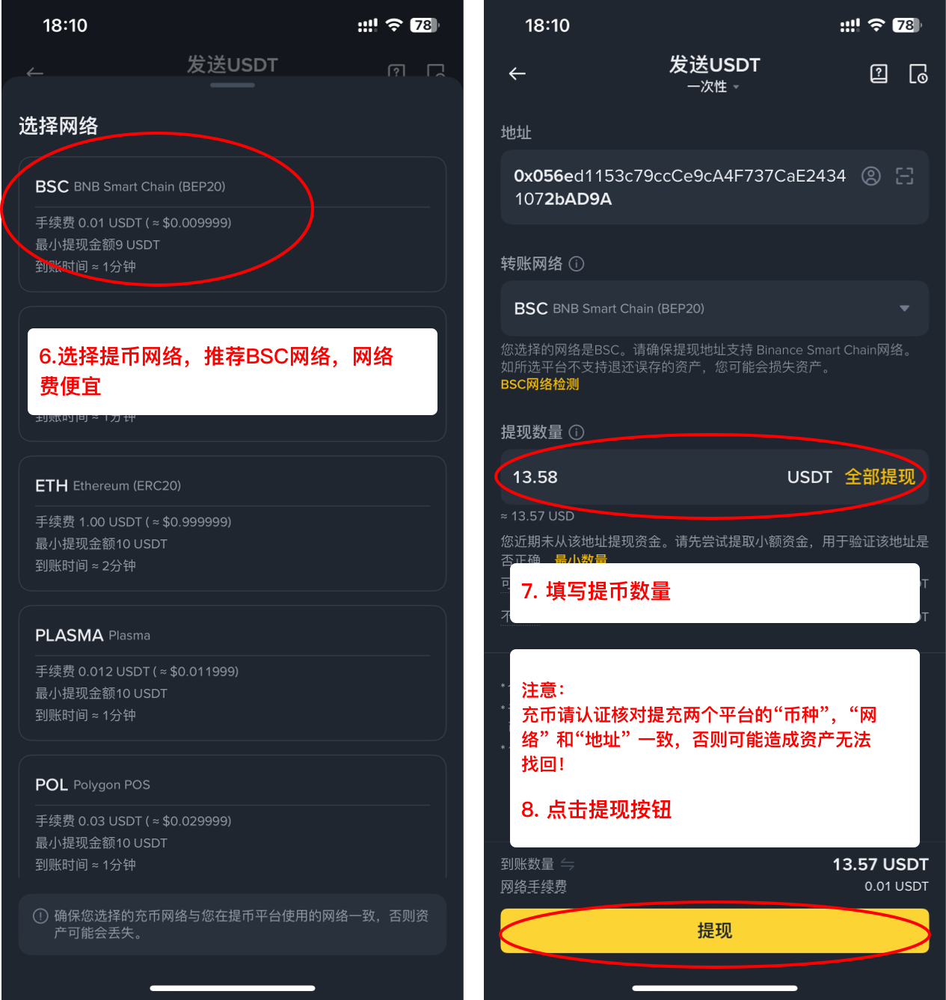 18:10
78
发送USDT
选择网络
BSC BNB Smart Chain (BEP20)
手续费 0.01 USDT ( ≈ $0.009999)
最小提现金额9 USDT
到账时间 ≈ 1分钟
6.选择提币网络，推荐BSC网络，网络
费便宜
到账时间 ≈ 1分钟
ETH Ethereum (ERC20)
手续费 1.00 USDT ( ≈ $0.999999)
最小提现金额10 USDT
到账时间 ≈ 2分钟
PLASMA Plasma
手续费 0.012 USDT ( ≈ $0.011999)
最小提现金额10 USDT
到账时间 ≈ 1分钟
POL Polygon POS
手续费 0.03 USDT ( ≈ $0.029999)
最小提现金额10 USDT
到账时间 ≈ 1分钟
确保您选择的充币网络与您在提币平台使用的网络一致，否则资
产可能会丢失。
18:10
78
发送USDT
一次性
地址
0x056ed1153c79ccCe9cA4F737CaE2434
1072bAD9A
转账网络
BSC BNB Smart Chain (BEP20)
您选择的网络是BSC。请确保提现地址支持 Binance Smart Chain网络。
如所选平台不支持退还误存的资产，您可能会损失资产。
BSC网络检测
提现数量
13.58 USDT 全部提现
≈ 13.57 USD
您近期未从该地址提现资金。请先尝试提取小额资金，用于验证该地址是
否正确 最小数量
可 T
7. 填写提币数量
不 T
注意：
充币请认证核对提充两个平台的“币种”，“网
络” 和“地址” 一致，否则可能造成资产无法
找回！
8. 点击提现按钮
到账数量 13.57 USDT
网络手续费 0.01 USDT
提现